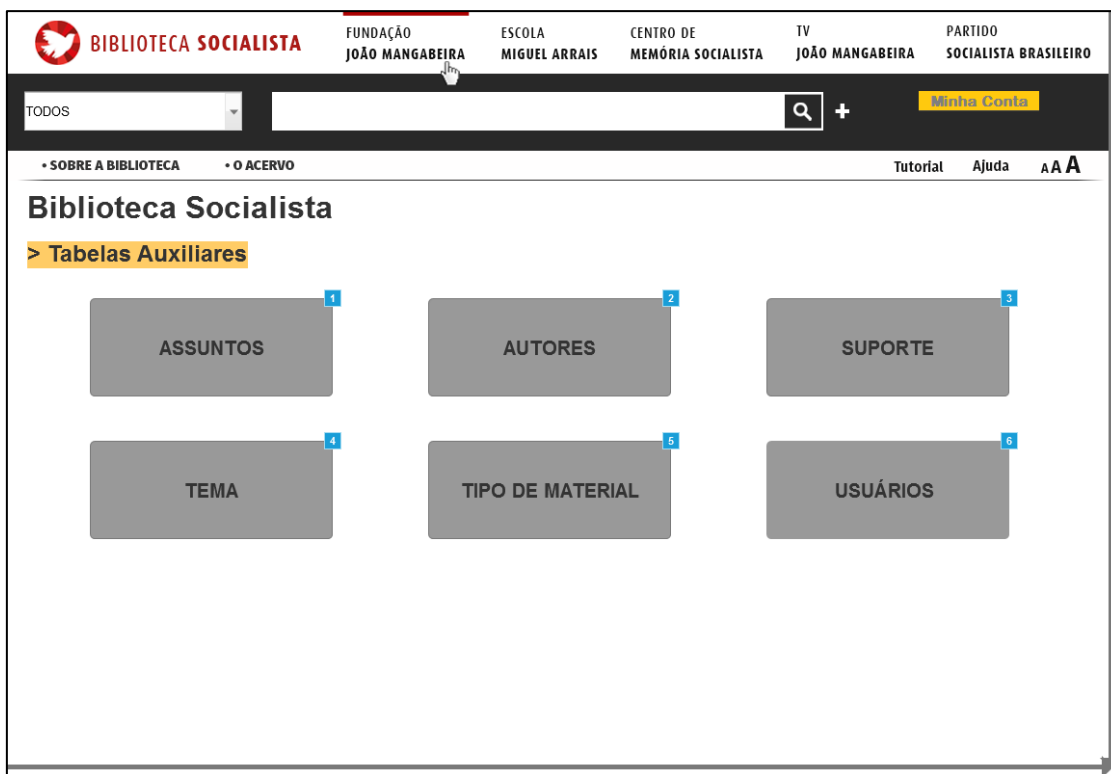 BIBLIOTECA SOCIALISTA
FUNDAÇÃO
JOÃO MANGABEIRA
ESCOLA
MIGUEL ARRAIS
CENTRO DE
MEMÓRIA SOCIALISTA
TV
JOÃO MANGABEIRA
PARTIDO
SOCIALISTA BRASILEIRO
TODOS
+
Minha Conta
• SOBRE A BIBLIOTECA
• O ACERVO
Tutorial
Ajuda
A A A
Biblioteca Socialista
> Tabelas Auxiliares
1
ASSUNTOS
2
AUTORES
3
SUPORTE
4
TEMA
5
TIPO DE MATERIAL
6
USUÁRIOS